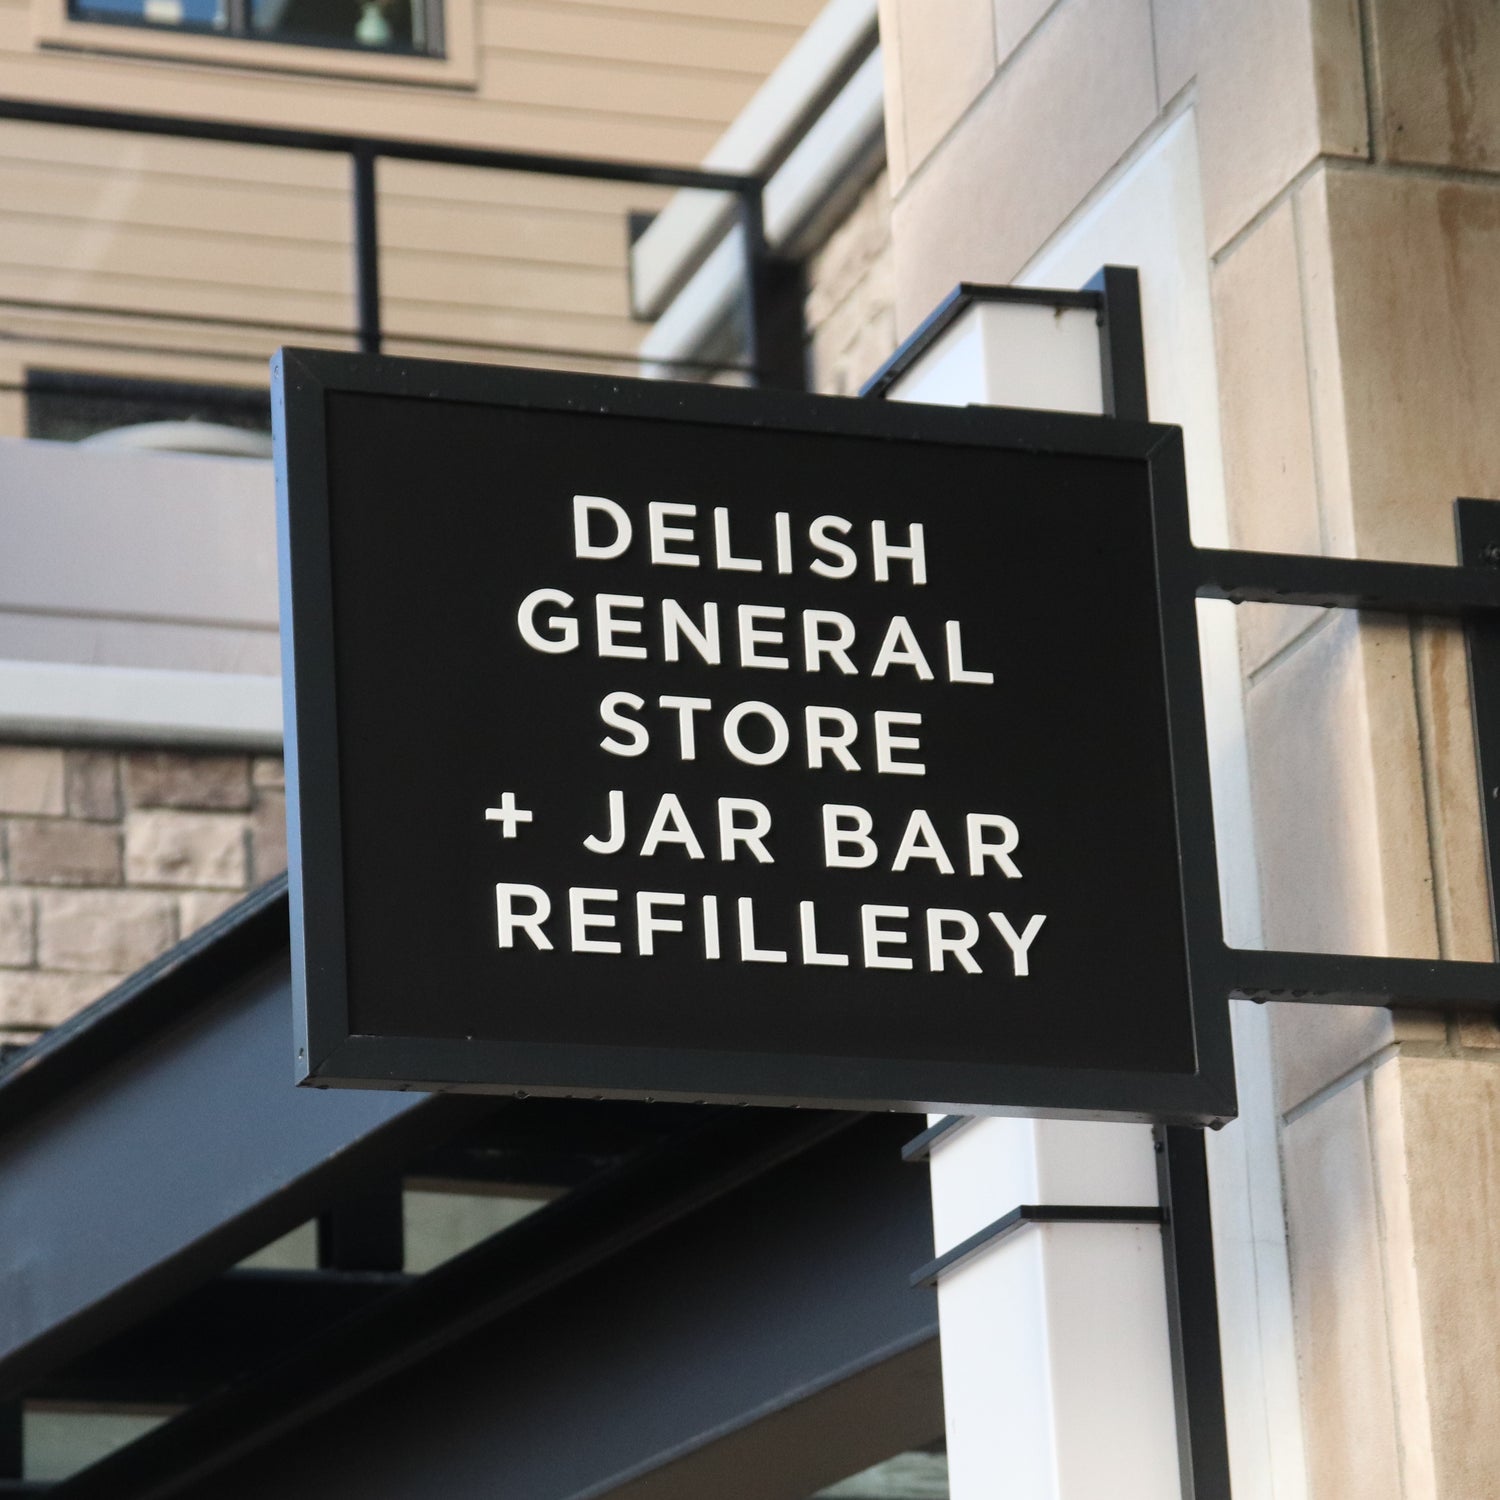 DELISH
GENERAL
STORE
+ JAR BAR
REFILLERY